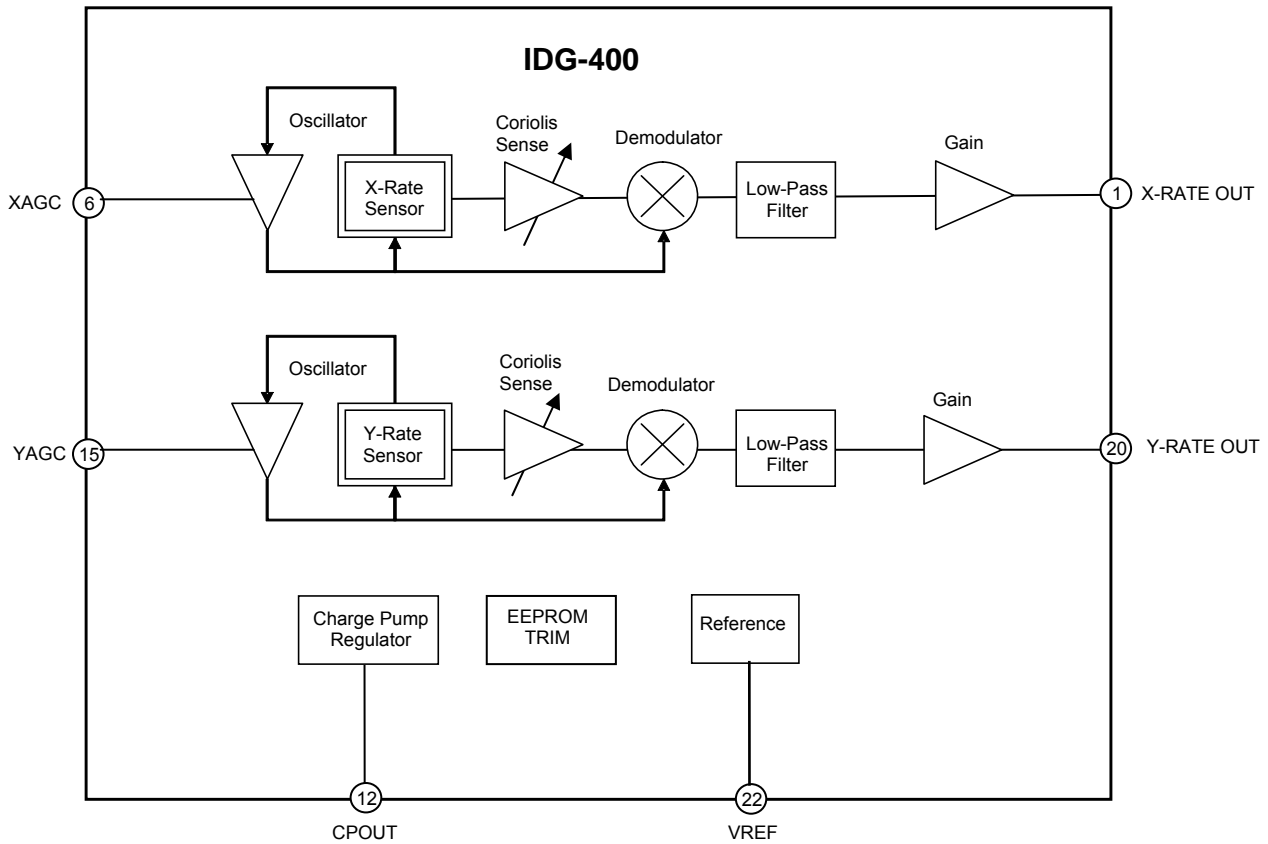 IDG-400
Oscillator
Coriolis
Sense
Demodulator
Gain
XAGC
6
X-Rate
Sensor
Low-Pass
Filter
1
X-RATE OUT
Oscillator
Coriolis
Sense
Demodulator
Gain
YAGC
15
Y-Rate
Sensor
Low-Pass
Filter
20
Y-RATE OUT
Charge Pump
Regulator
EEPROM
TRIM
Reference
12
CPOUT
22
VREF